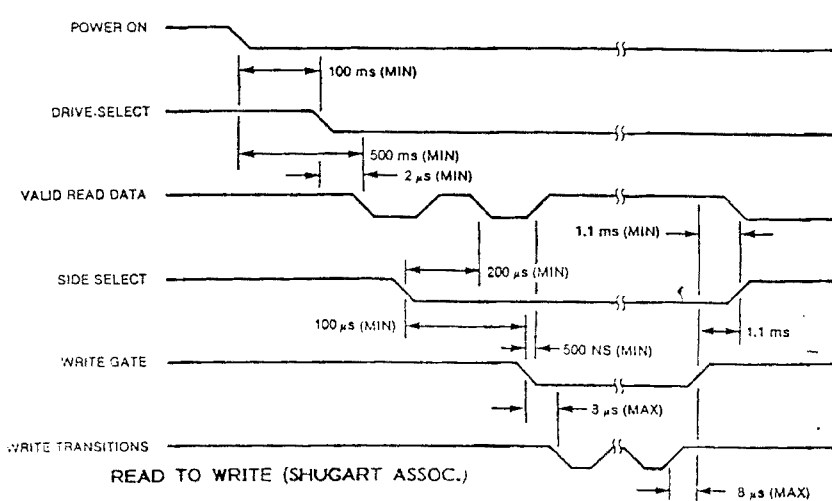 POWER ON
100 ms (MIN)
DRIVE-SELECT
500 ms (MIN)
2 µs (MIN)
VALID READ DATA
1.1 ms (MIN)
200 µs (MIN)
SIDE SELECT
100 µs (MIN)
1.1 ms
500 NS (MIN)
WRITE GATE
8 µs (MAX)
WRITE TRANSITIONS
READ TO WRITE (SHUGART ASSOC.)
8 µs (MAX)